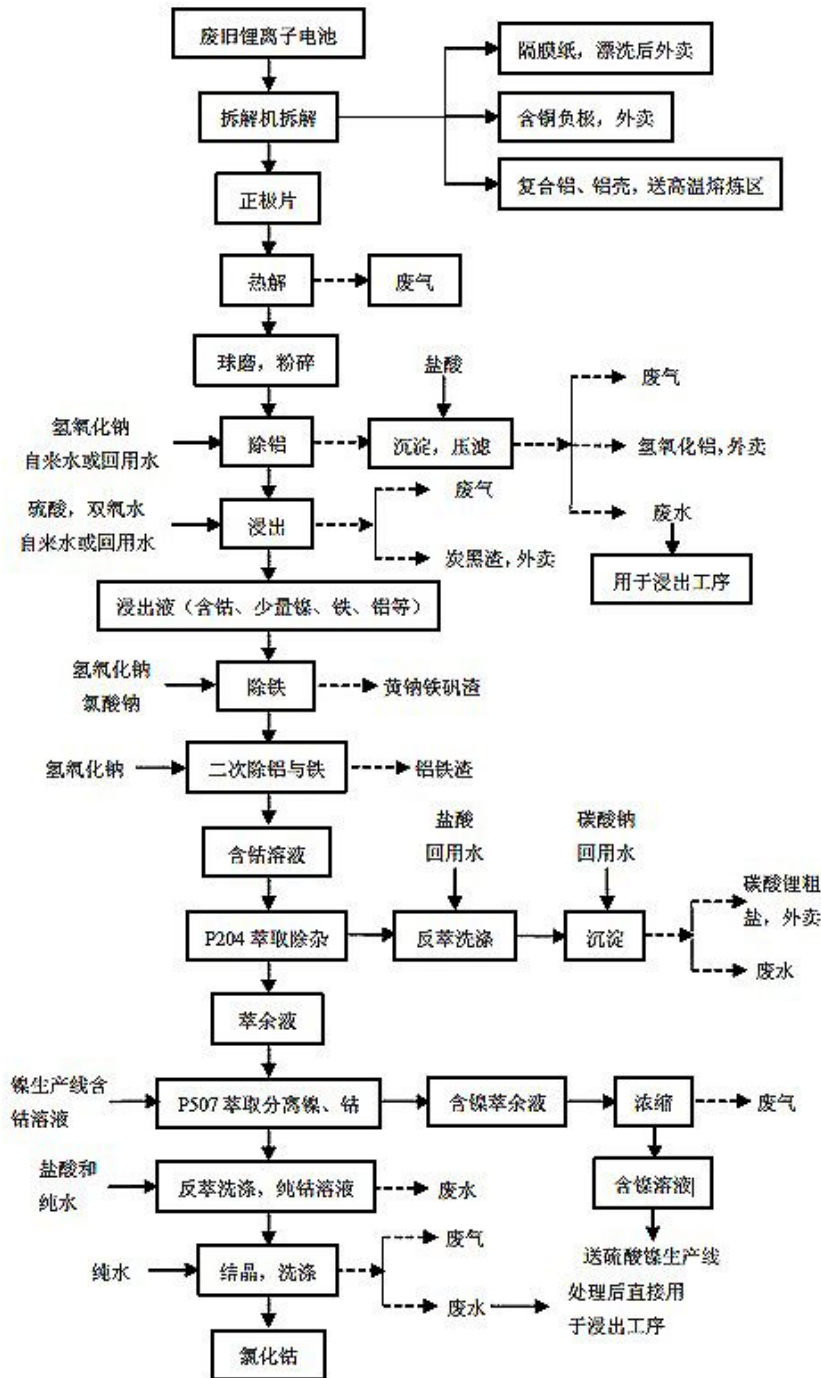 废旧锂离子电池
隔膜纸，漂洗后外卖
拆解机拆解
含铜负极，外卖
复合铝、铝壳，送高温熔炼区
正极片
热解
废气
球磨，粉碎
盐酸
废气
氢氧化钠
自来水或回用水
除铝
沉淀，压滤
氢氧化铝，外卖
废气
硫酸，双氧水
自来水或回用水
浸出
废水
炭黑渣，外卖
用于浸出工序
浸出液（含钴、少量镍、铁、铝等）
氢氧化钠
氯酸钠
除铁
黄钠铁矾渣
氢氧化钠
二次除铝与铁
铝铁渣
盐酸
回用水
碳酸钠
回用水
含钴溶液
碳酸锂粗
盐，外卖
P204 萃取除杂
反萃洗涤
沉淀
废水
萃余液
镍生产线含
钴溶液
P507 萃取分离镍、钴
含镍萃余液
浓缩
废气
盐酸和
纯水
反萃洗涤，纯钴溶液
废水
含镍溶液
废气
送硫酸镍生产线
纯水
结晶，洗涤
废水
处理后直接用
于浸出工序
氯化钴